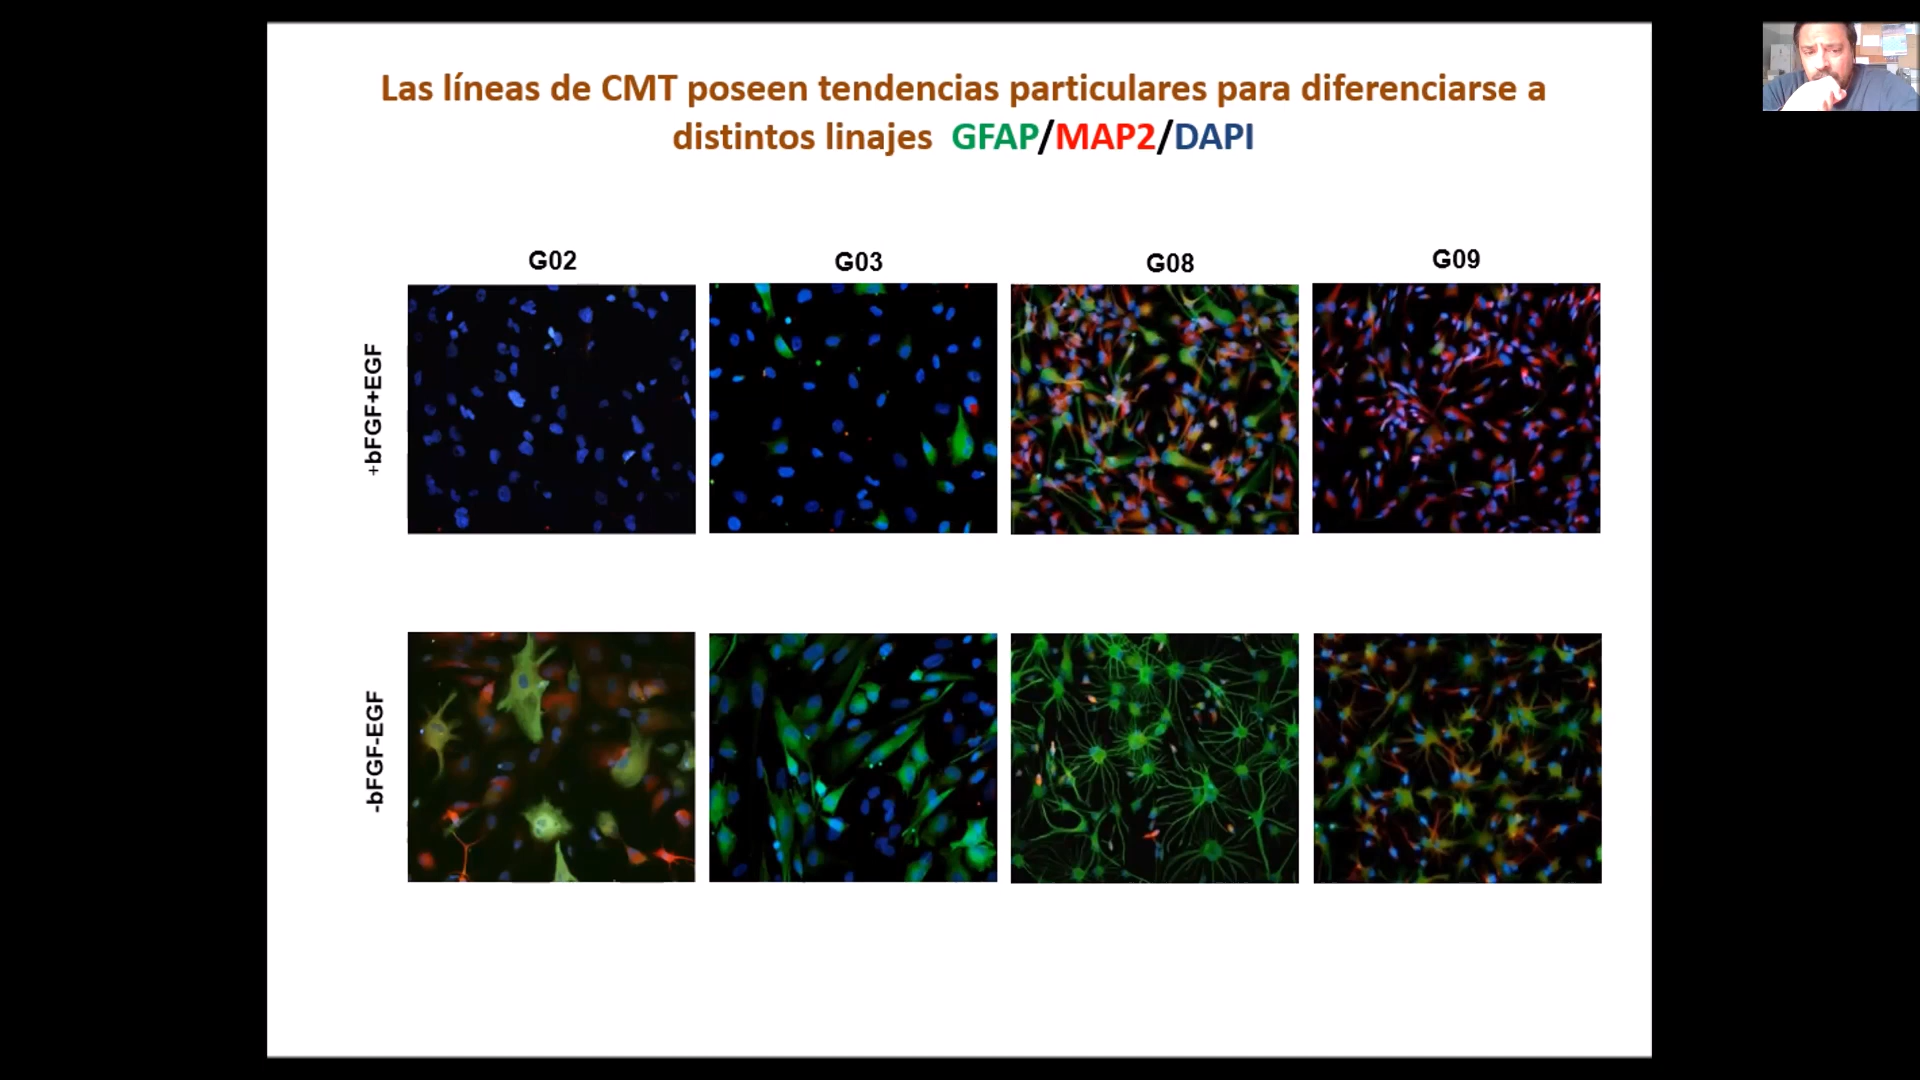 Las líneas de CMT poseen tendencias particulares para diferenciarse a
distintos linajes GFAP/MAP2/DAPI
G02
G03
G08
G09
+bFGF+EGF
-bFGF-EGF